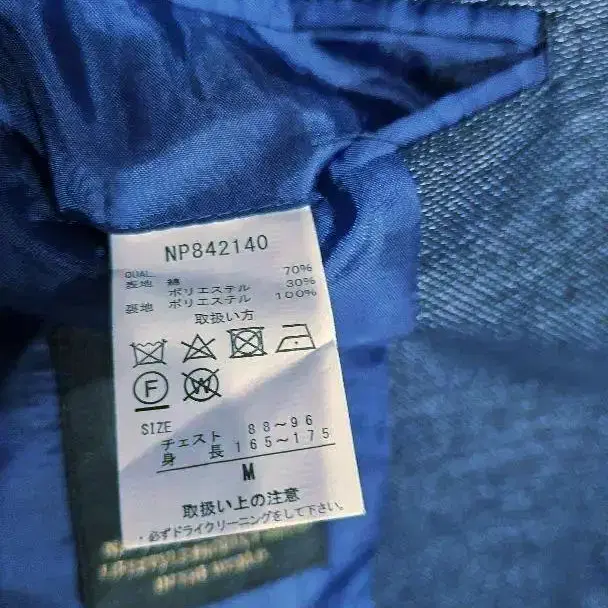 NP842140
QUAL.
表地 綿 70%
ポリエステル 30%
裏地 ポリエステル 100%
取扱い方
F W
SIZE
チェスト 88～96
身長 165～175
M
取扱い上の注意
・必ずドライクリーニングをして下さい。